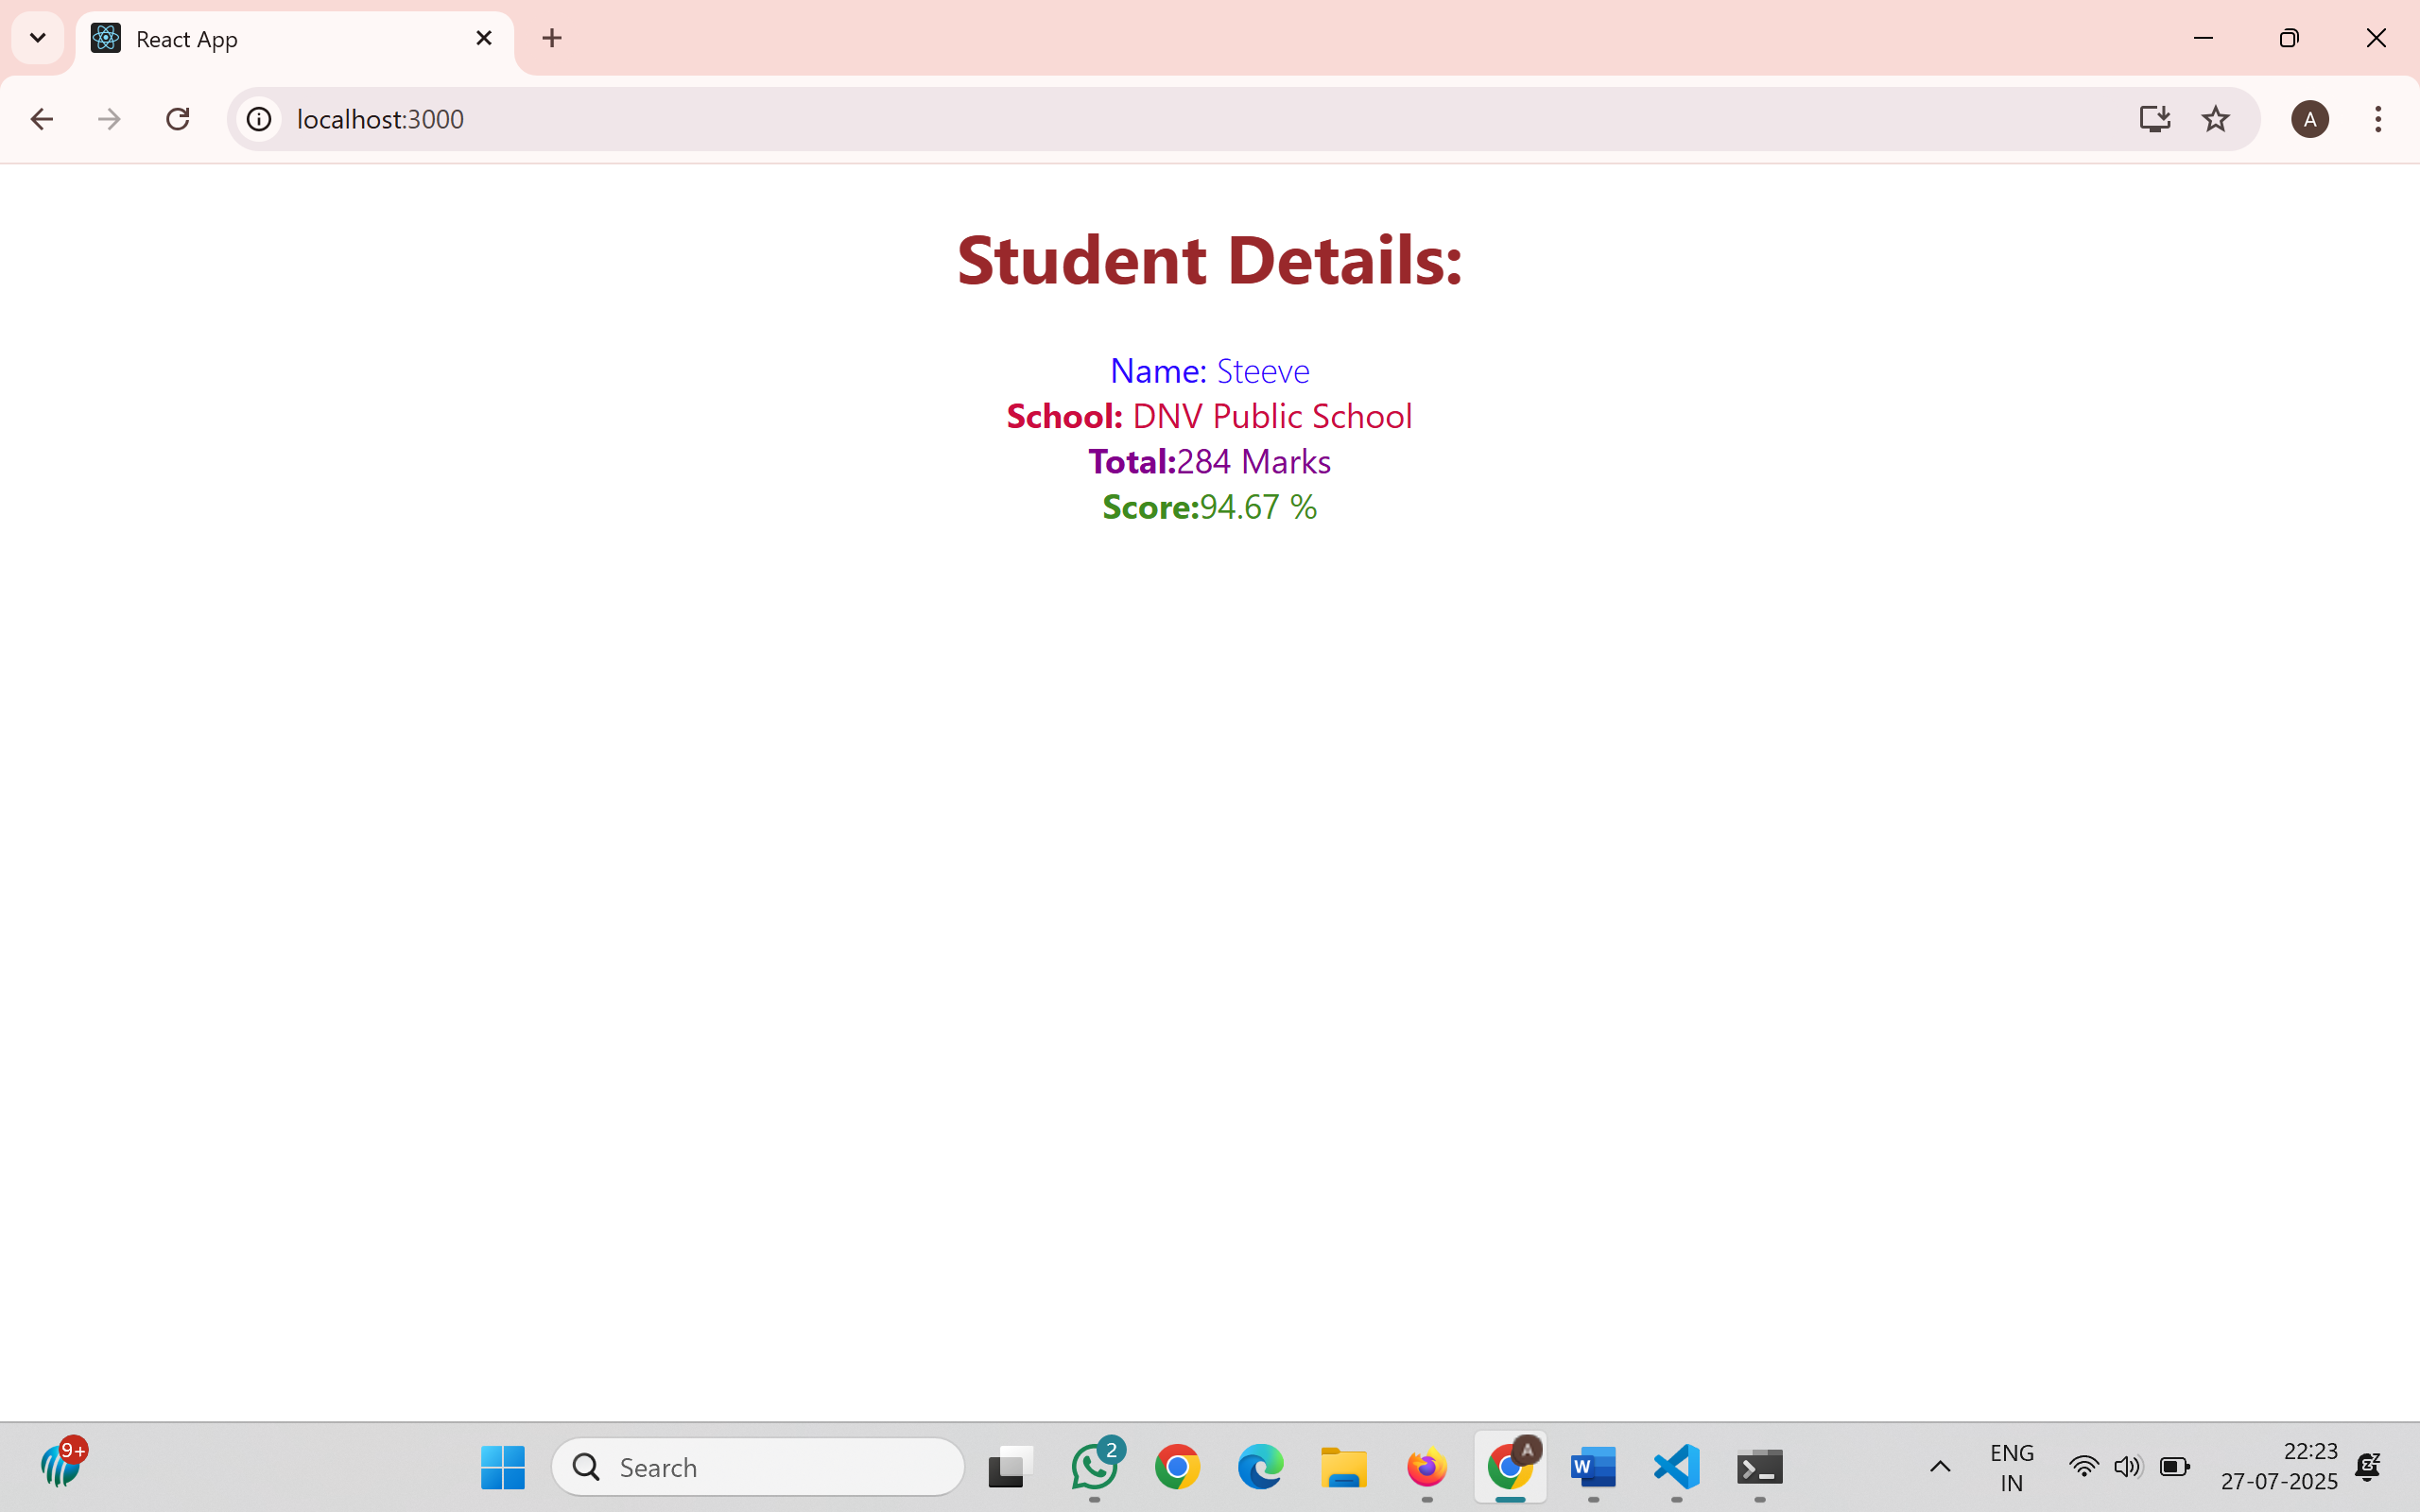 React App
localhost:3000
A
Student Details:
Name: Steeve
School: DNV Public School
Total:284 Marks
Score:94.67 %
9+
Search
2
A
W
ENG
IN
22:23
27-07-2025